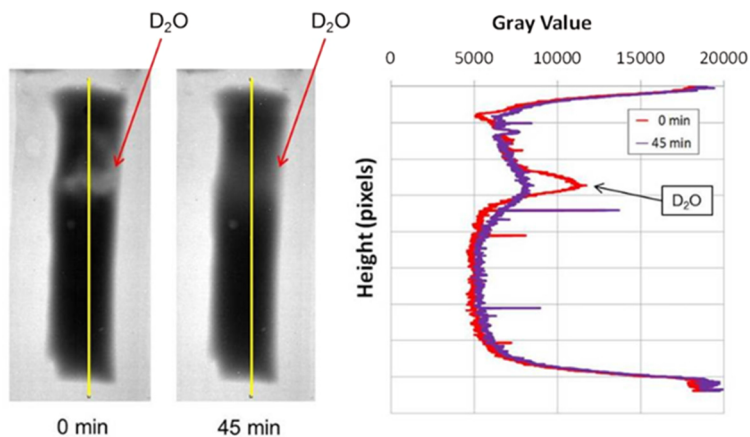 D₂O
D₂O
0 min
45 min
Gray Value
0
5000
10000
15000
20000
Height (pixels)
0 min
45 min
D₂O